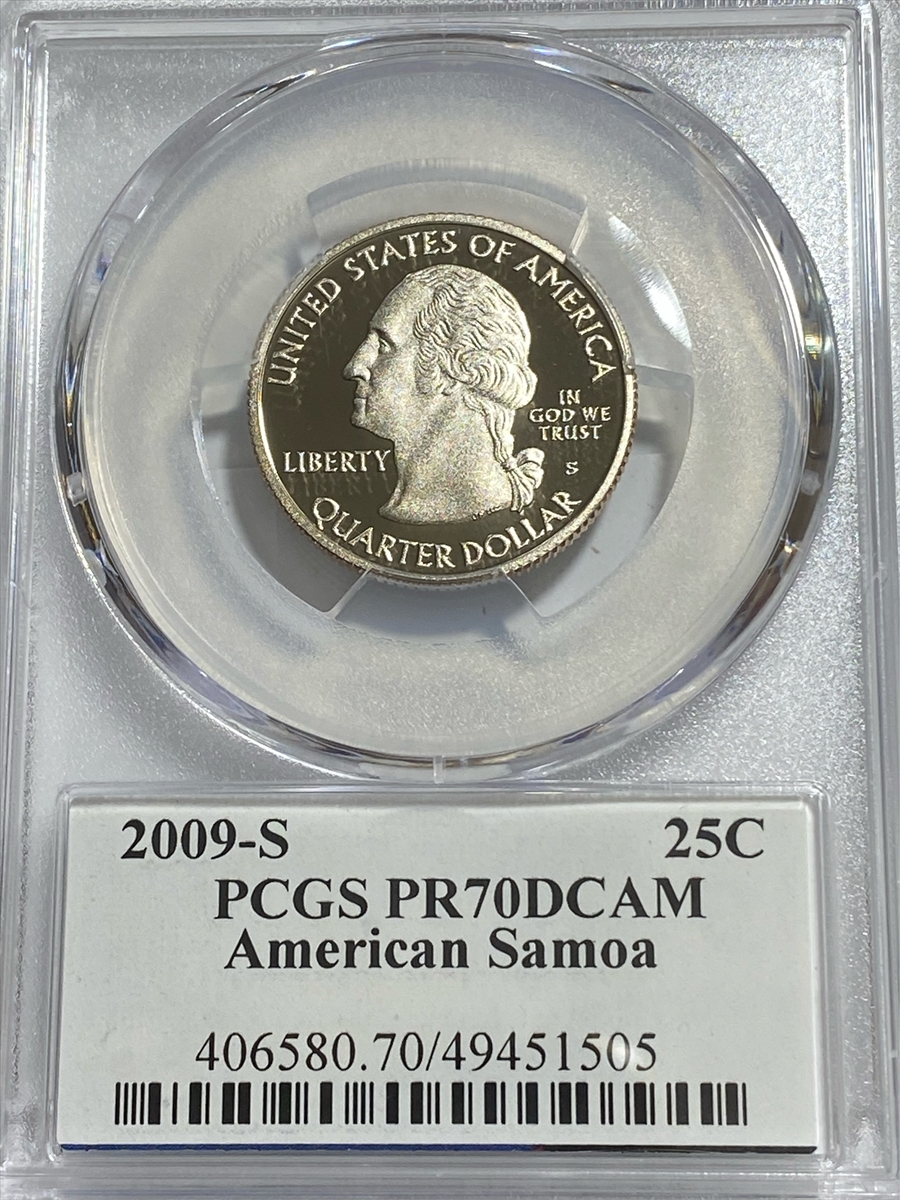 UNITED STATES OF AMERICA
IN
GOD WE
TRUST
LIBERTY
S
QUARTER DOLLAR
2009-S 25C
PCGS PR70DCAM
American Samoa
406580.70/49451505